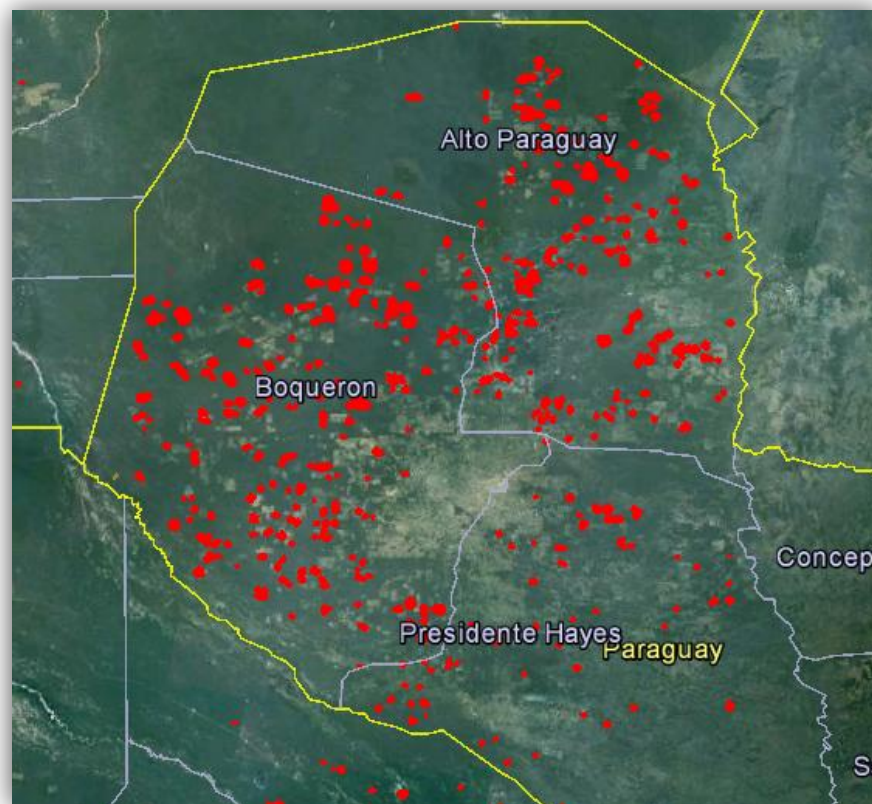 Alto Paraguay
Boqueron
Concep
Presidente Hayes
Paraguay
S